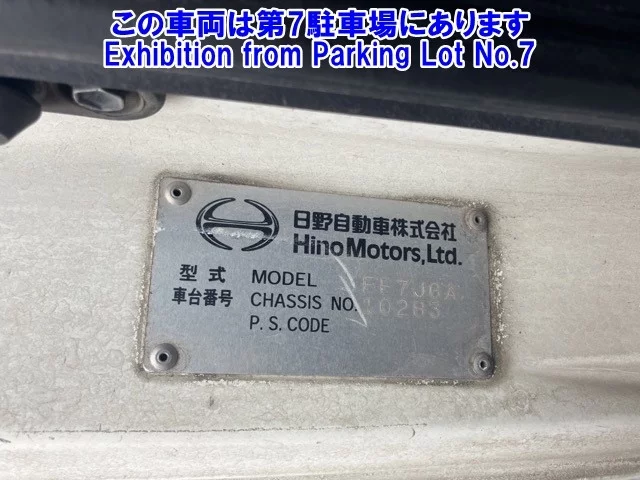 この車両は第7駐車場にあります
Exhibition from Parking Lot No.7
日野自動車株式会社
Hino Motors, Ltd.
型式 MODEL
車台番号 CHASSIS NO. 10283
P.S.CODE